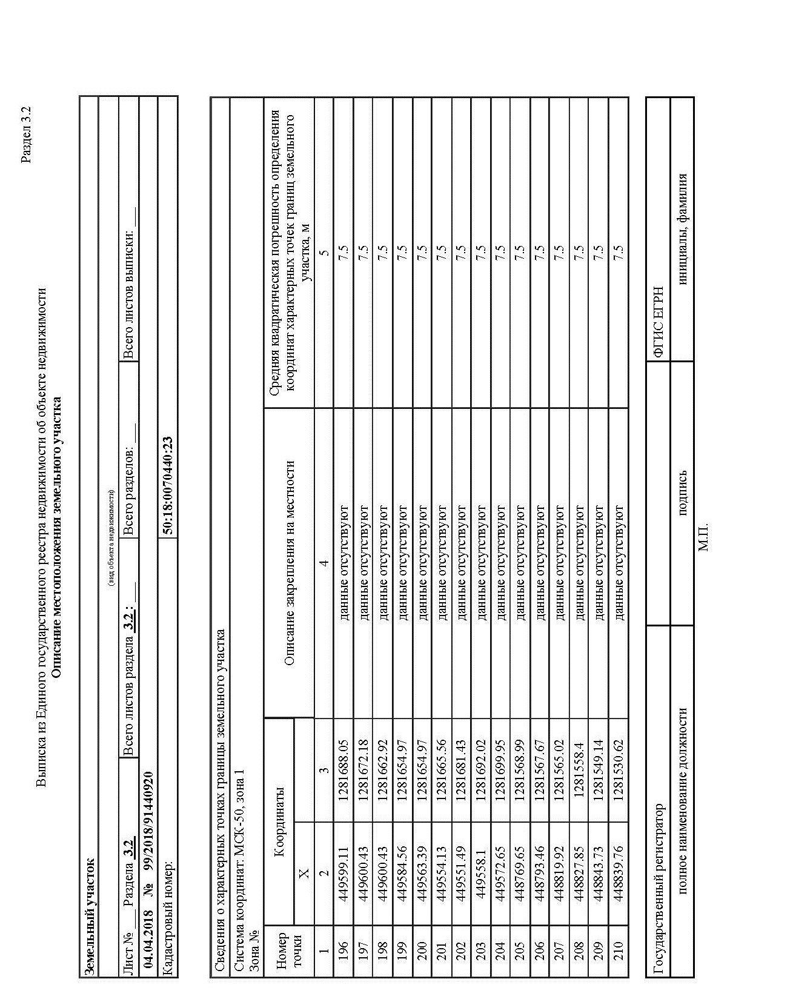 Раздел 3.2
Выписка из Единого государственного реестра недвижимости об объекте недвижимости
Описание местоположения земельного участка
Земельный участок
(вид объекта недвижимости)
Лист № ___ Раздела 3.2 Всего листов раздела 3.2 : ___ Всего разделов: ___ Всего листов выписки: ___
04.04.2018 № 99/2018/91440920
Кадастровый номер: 50:18:0070440:23
Сведения о характерных точках границы земельного участка
Система координат: МСК-50, зона 1
Зона №
Номер точки Координаты Описание закрепления на местности Средняя квадратическая погрешность определения координат характерных точек границ земельного участка, м
X
1 2 3 4 5
196 449599.11 1281688.05 данные отсутствуют 7.5
197 449600.43 1281672.18 данные отсутствуют 7.5
198 449600.43 1281662.92 данные отсутствуют 7.5
199 449584.56 1281654.97 данные отсутствуют 7.5
200 449563.39 1281654.97 данные отсутствуют 7.5
201 449554.13 1281665.56 данные отсутствуют 7.5
202 449551.49 1281681.43 данные отсутствуют 7.5
203 449558.1 1281692.02 данные отсутствуют 7.5
204 449572.65 1281699.95 данные отсутствуют 7.5
205 448769.65 1281568.99 данные отсутствуют 7.5
206 448793.46 1281567.67 данные отсутствуют 7.5
207 448819.92 1281565.02 данные отсутствуют 7.5
208 448827.85 1281558.4 данные отсутствуют 7.5
209 448843.73 1281549.14 данные отсутствуют 7.5
210 448839.76 1281530.62 данные отсутствуют 7.5
Государственный регистратор ФГИС ЕГРН
полное наименование должности подпись инициалы, фамилия
М.П.